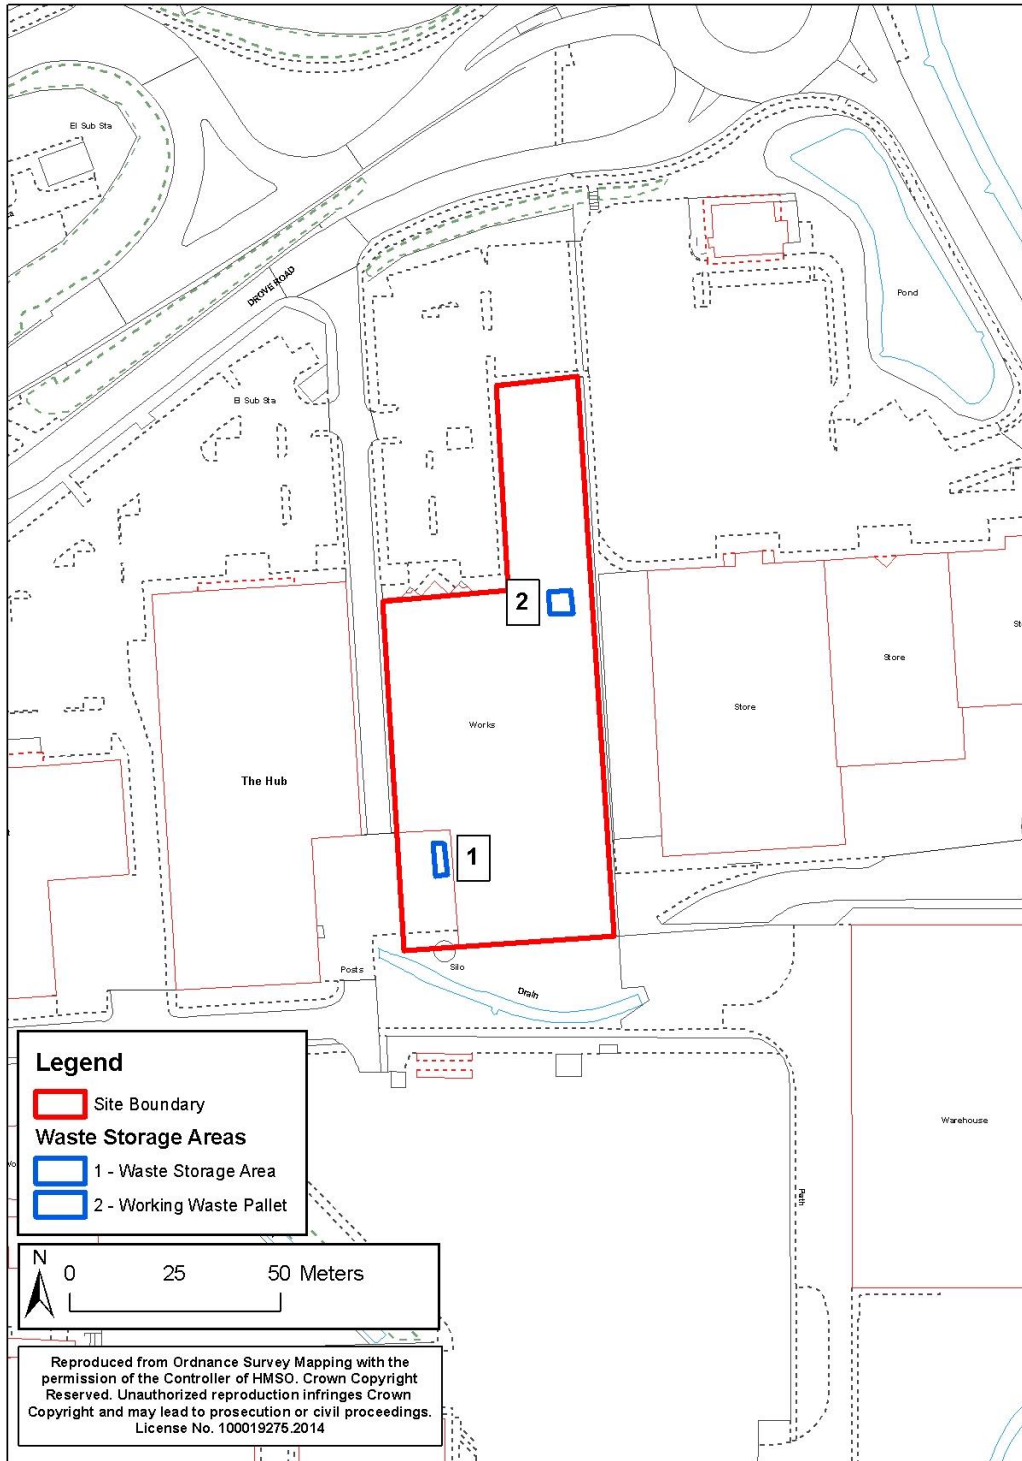 El Sub Sta
DROVE ROAD
Pond
El Sub Sta
2
Store
Store
Works
The Hub
1
Posts
Silo
Drain
Warehouse
Path
Legend
Site Boundary
Waste Storage Areas
1 - Waste Storage Area
2 - Working Waste Pallet
N
0 25 50 Meters
Reproduced from Ordnance Survey Mapping with the
permission of the Controller of HMSO. Crown Copyright
Reserved. Unauthorized reproduction infringes Crown
Copyright and may lead to prosecution or civil proceedings.
License No. 100019275.2014